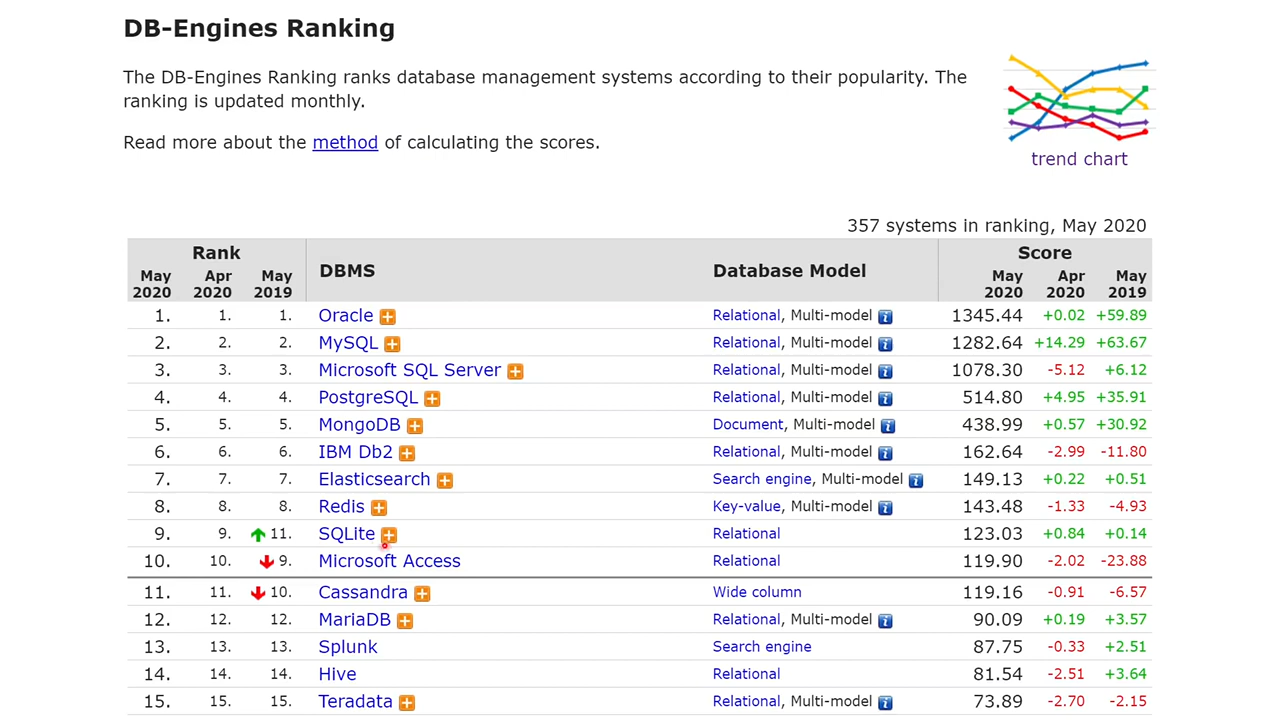 DB-Engines Ranking
The DB-Engines Ranking ranks database management systems according to their popularity. The
ranking is updated monthly.
Read more about the method of calculating the scores.
trend chart
357 systems in ranking, May 2020
Rank DBMS Database Model Score
May 2020 Apr 2020 May 2019 May 2020 Apr 2020 May 2019
1. 1. 1. Oracle Relational, Multi-model 1345.44 +0.02 +59.89
2. 2. 2. MySQL Relational, Multi-model 1282.64 +14.29 +63.67
3. 3. 3. Microsoft SQL Server Relational, Multi-model 1078.30 -5.12 +6.12
4. 4. 4. PostgreSQL Relational, Multi-model 514.80 +4.95 +35.91
5. 5. 5. MongoDB Document, Multi-model 438.99 +0.57 +30.92
6. 6. 6. IBM Db2 Relational, Multi-model 162.64 -2.99 -11.80
7. 7. 7. Elasticsearch Search engine, Multi-model 149.13 +0.22 +0.51
8. 8. 8. Redis Key-value, Multi-model 143.48 -1.33 -4.93
9. 9. 11. SQLite Relational 123.03 +0.84 +0.14
10. 10. 9. Microsoft Access Relational 119.90 -2.02 -23.88
11. 11. 10. Cassandra Wide column 119.16 -0.91 -6.57
12. 12. 12. MariaDB Relational, Multi-model 90.09 +0.19 +3.57
13. 13. 13. Splunk Search engine 87.75 -0.33 +2.51
14. 14. 14. Hive Relational 81.54 -2.51 +3.64
15. 15. 15. Teradata Relational, Multi-model 73.89 -2.70 -2.15